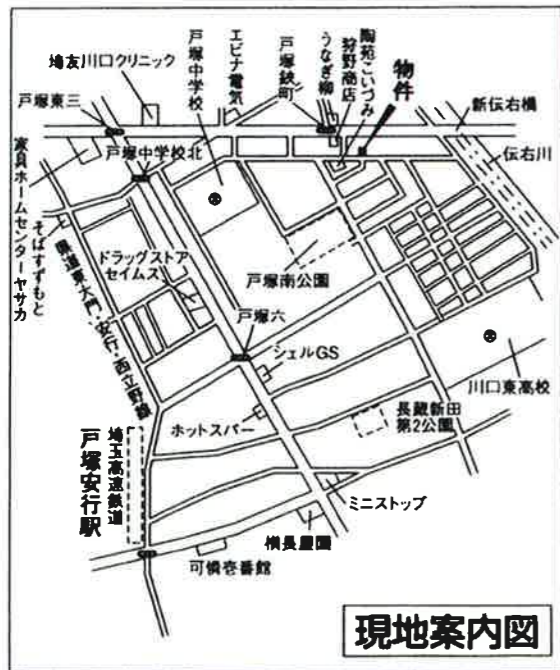 埼友川口クリニック
戸塚東三
エビナ電気
戸塚中学校
うなぎ柳
戸塚鋏町
陶苑こいづみ
狩野商店
物件
新伝右橋
伝右川
戸塚中学校北
家具ホームセンターヤサカ
そばすずもと
県道東大門・安行・西立野線
ドラッグストア
セイムス
戸塚南公園
戸塚六
シェルGS
川口東高校
ホットスパー
長蔵新田
第2公園
埼玉高速鉄道
戸塚安行駅
ミニストップ
横長屋園
可憐壱番館
現地案内図